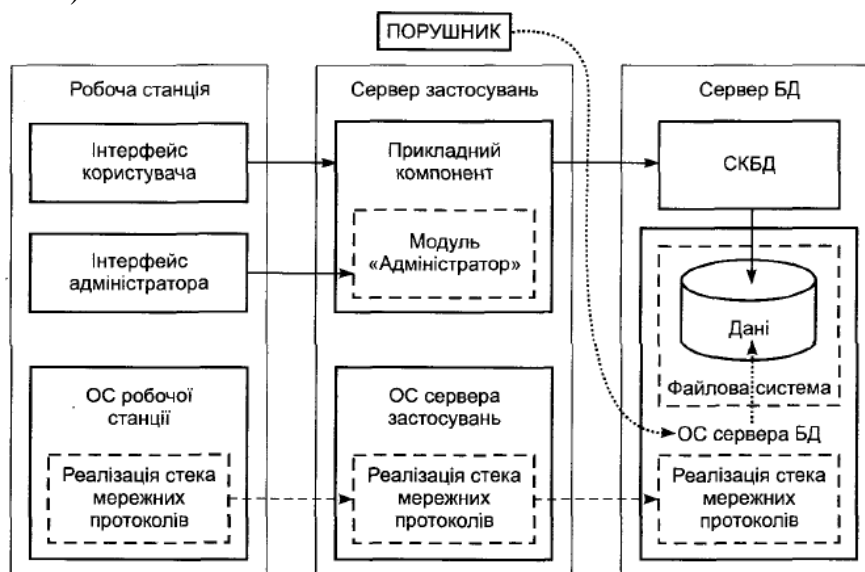 ПОРУШНИК
Робоча станція
Інтерфейс
користувача
Інтерфейс
адміністратора
ОС робочої
станції
Реалізація стека
мережних
протоколів
Сервер застосувань
Прикладний
компонент
Модуль
«Адміністратор»
ОС сервера
застосувань
Реалізація стека
мережних
протоколів
Сервер БД
СКБД
Дані
Файлова система
ОС сервера БД
Реалізація стека
мережних
протоколів